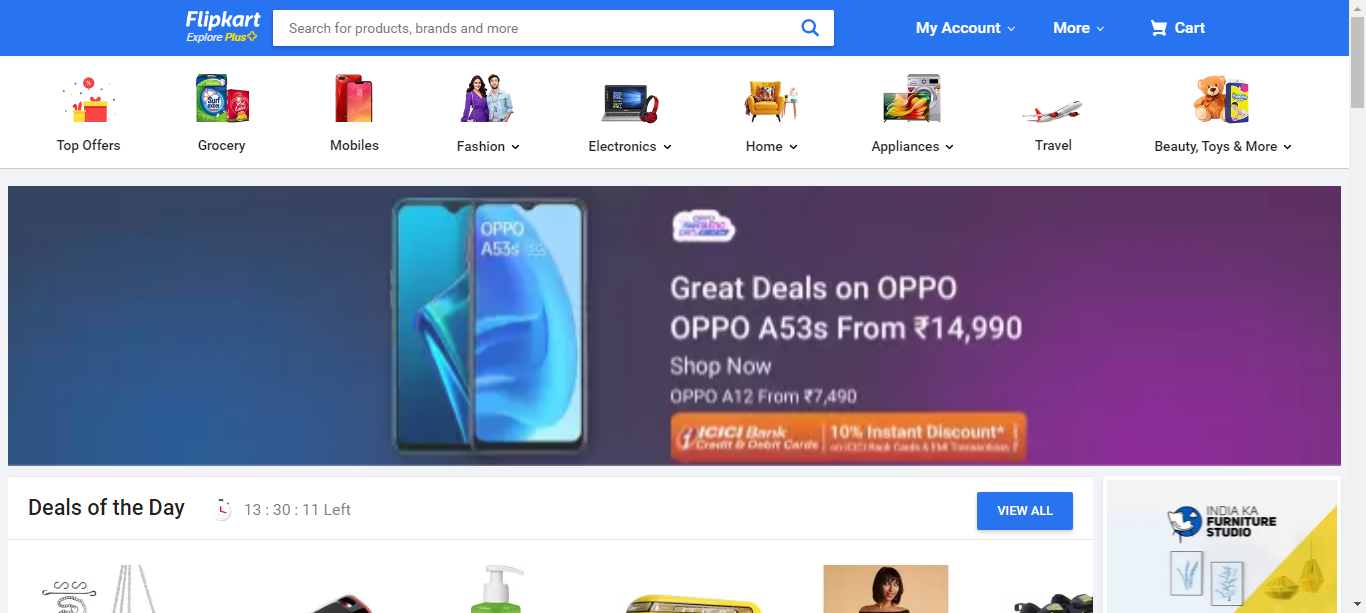 Flipkart
Explore Plus
Search for products, brands and more
My Account
More
Cart
Top Offers
Grocery
Mobiles
Fashion
Electronics
Home
Appliances
Travel
Beauty, Toys & More
OPPO
A53s 5G
OPPO
Great Deals on OPPO
OPPO A53s From ₹14,990
Shop Now
OPPO A12 From ₹7,490
ICICI Bank
Credit & Debit Cards
10% Instant Discount*
on ICICI Bank Cards & EMI Transactions
Deals of the Day
13 : 30 : 11 Left
VIEW ALL
INDIA KA
FURNITURE
STUDIO